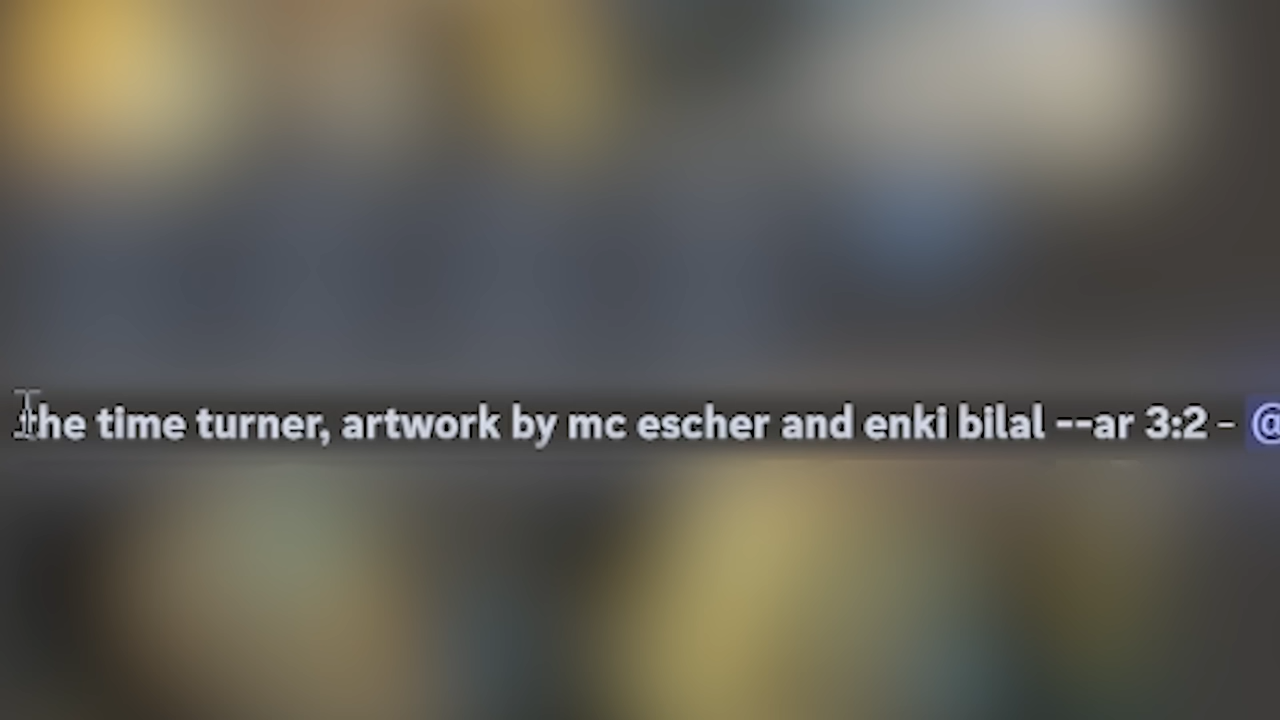 the time turner, artwork by mc escher and enki bilal --ar 3:2 – @